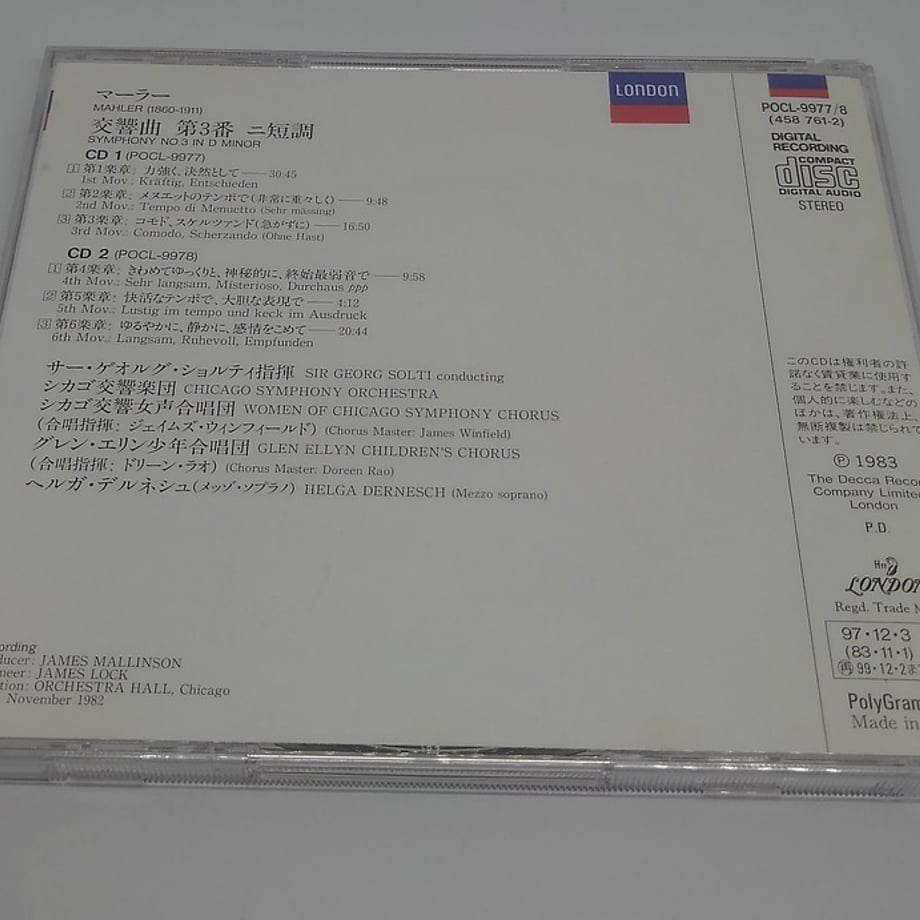 マーラー
MAHLER (1860-1911)
交響曲 第3番 ニ短調
SYMPHONY NO.3 IN D MINOR
CD 1 (POCL-9977)
1 第1楽章: 力強く、決然として——30:45
1st Mov.: Kräftig, Entschieden
2 第2楽章: メヌエットのテンポで(非常に重々しく)——9:48
2nd Mov.: Tempo di Menuetto (Sehr mässing)
3 第3楽章: コモド、スケルツァンド(急がずに)——16:50
3rd Mov.: Comodo, Scherzando (Ohne Hast)
CD 2 (POCL-9978)
1 第4楽章: きわめてゆっくりと、神秘的に、終始最弱音で——9:58
4th Mov.: Sehr langsam, Misterioso, Durchaus ppp
2 第5楽章: 快活なテンポで、大胆な表現で——4:12
5th Mov.: Lustig im tempo und keck im Ausdruck
3 第6楽章: ゆるやかに、静かに、感情をこめて——20:44
6th Mov.: Langsam, Ruhevoll, Empfunden
サー・ゲオルグ・ショルティ指揮 SIR GEORG SOLTI conducting
シカゴ交響楽団 CHICAGO SYMPHONY ORCHESTRA
シカゴ交響女声合唱団 WOMEN OF CHICAGO SYMPHONY CHORUS
(合唱指揮: ジェイムズ・ウィンフィールド) (Chorus Master: James Winfield)
グレン・エリン少年合唱団 GLEN ELLYN CHILDREN'S CHORUS
(合唱指揮: ドリーン・ラオ) (Chorus Master: Doreen Rao)
ヘルガ・デルネシュ(メッゾ・ソプラノ) HELGA DERNESCH (Mezzo soprano)
ording
ucer: JAMES MALLINSON
neer: JAMES LOCK
tion: ORCHESTRA HALL, Chicago
November 1982
LONDON
POCL-9977/8
(458 761-2)
DIGITAL
RECORDING
COMPACT
disc
DIGITAL AUDIO
STEREO
このCDは権利者の許
諾なく賃貸業に使用す
ることを禁じます。また、
個人的に楽しむなどの
ほかは、著作権法上、
無断複製は禁じられて
います。
Ⓟ 1983
The Decca Recor
Company Limite
London
P.D.
ffrr
LONDON
Regd. Trade M
97・12・3
(83・11・1)
再 99・12・2ま
PolyGram
Made in